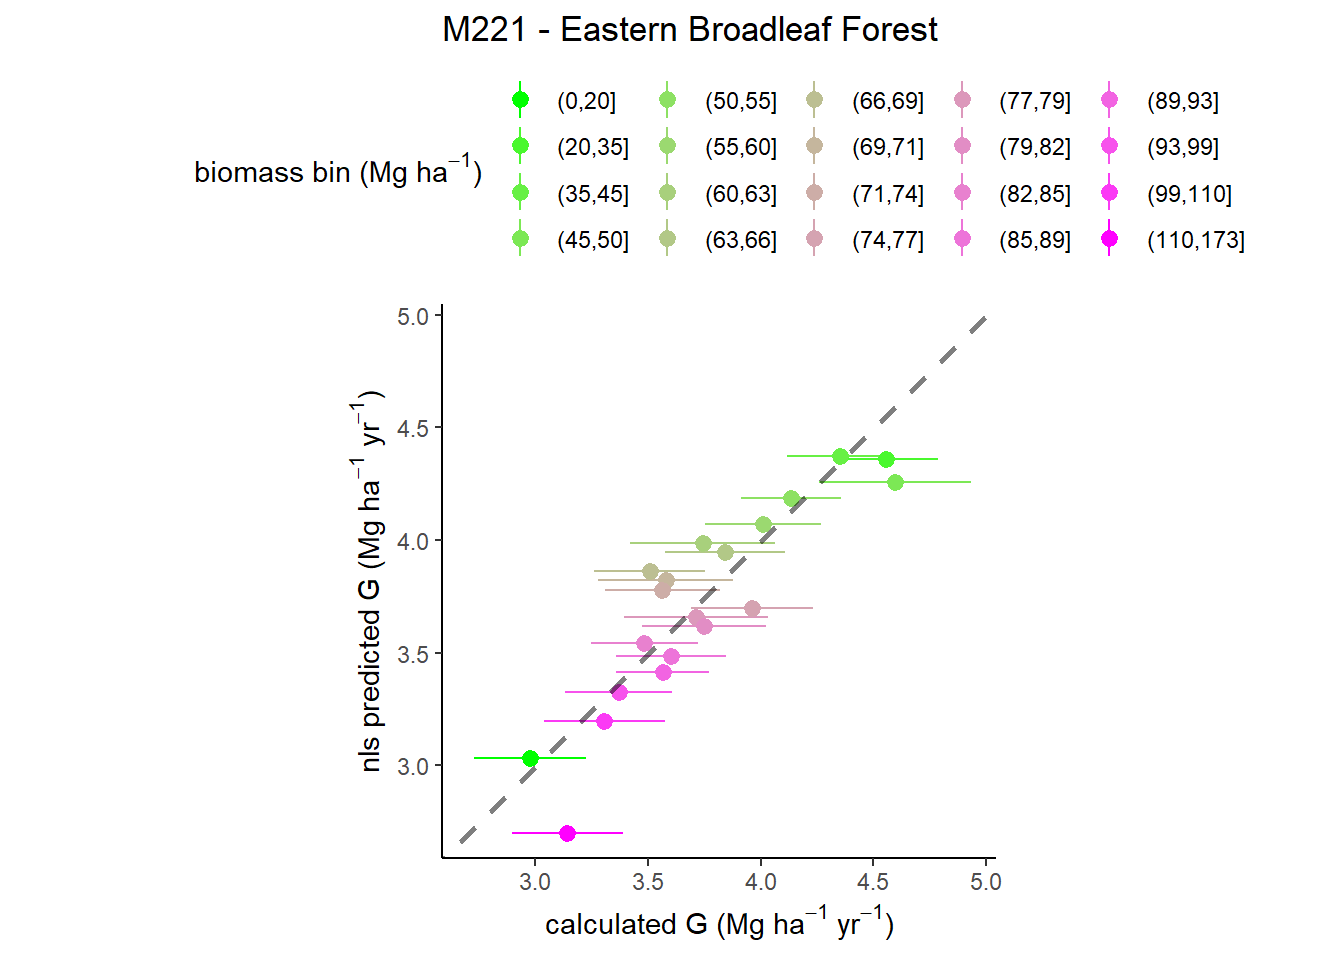 M221 - Eastern Broadleaf Forest
biomass bin (Mg ha⁻¹)
(0,20] (50,55] (66,69] (77,79] (89,93]
(20,35] (55,60] (69,71] (79,82] (93,99]
(35,45] (60,63] (71,74] (82,85] (99,110]
(45,50] (63,66] (74,77] (85,89] (110,173]
nls predicted G (Mg ha⁻¹ yr⁻¹)
5.0
4.5
4.0
3.5
3.0
3.0 3.5 4.0 4.5 5.0
calculated G (Mg ha⁻¹ yr⁻¹)